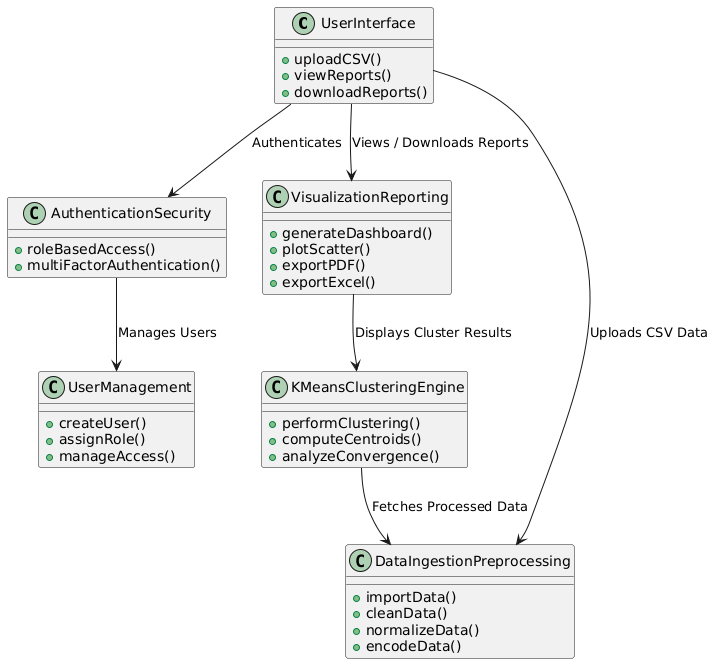 C UserInterface
uploadCSV()
viewReports()
downloadReports()
Authenticates
Views / Downloads Reports
C AuthenticationSecurity
roleBasedAccess()
multiFactorAuthentication()
C VisualizationReporting
generateDashboard()
plotScatter()
exportPDF()
exportExcel()
Manages Users
Displays Cluster Results
Uploads CSV Data
C UserManagement
createUser()
assignRole()
manageAccess()
C KMeansClusteringEngine
performClustering()
computeCentroids()
analyzeConvergence()
Fetches Processed Data
C DataIngestionPreprocessing
importData()
cleanData()
normalizeData()
encodeData()